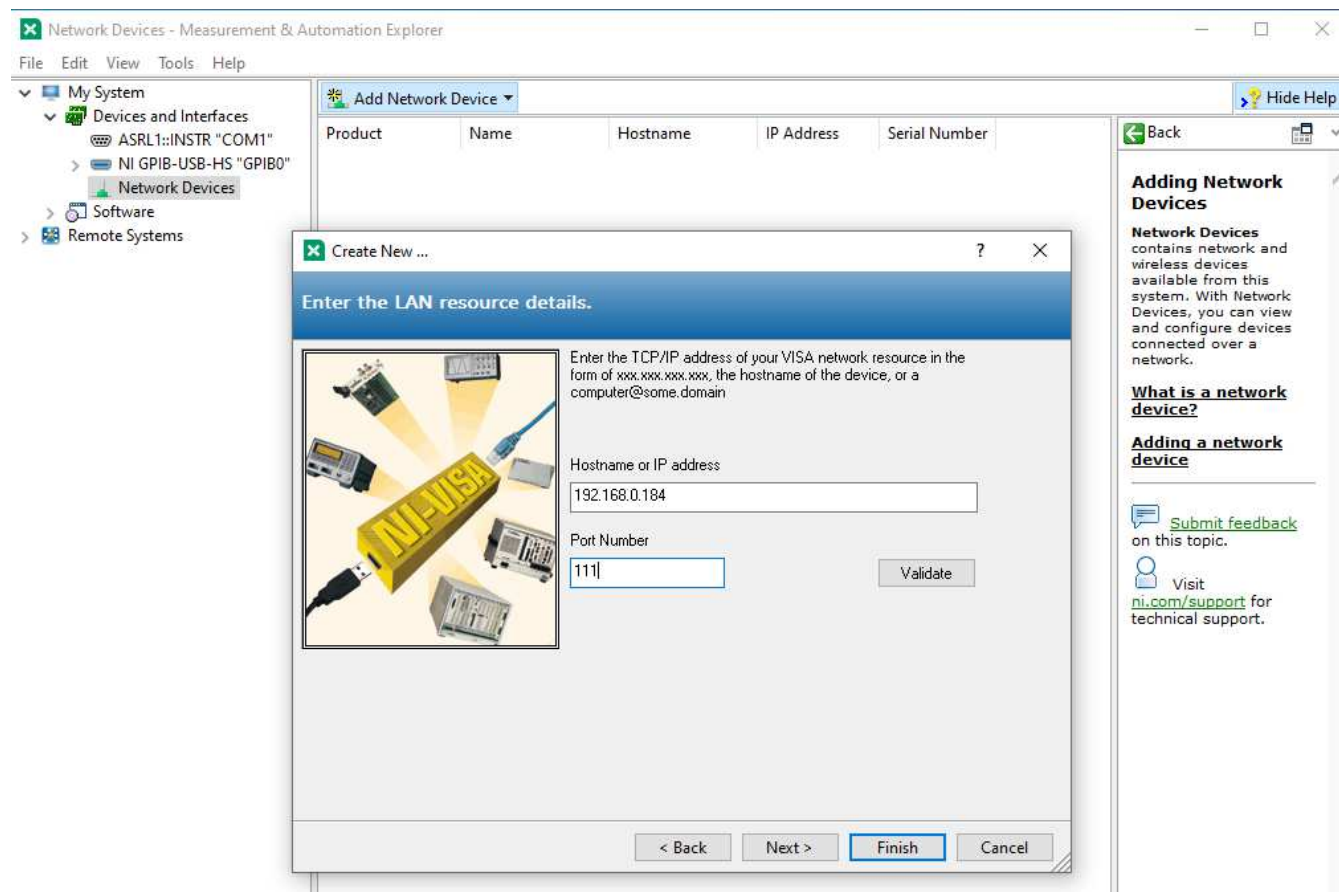 Network Devices - Measurement & Automation Explorer
File Edit View Tools Help
My System
Devices and Interfaces
ASRL1::INSTR "COM1"
NI GPIB-USB-HS "GPIB0"
Network Devices
Software
Remote Systems
Add Network Device
Hide Help
Product Name Hostname IP Address Serial Number
Back
Adding Network
Devices
Network Devices
contains network and
wireless devices
available from this
system. With Network
Devices, you can view
and configure devices
connected over a
network.
What is a network
device?
Adding a network
device
Submit feedback
on this topic.
Visit
ni.com/support for
technical support.
Create New ...
?
Enter the LAN resource details.
NI-VISA
Enter the TCP/IP address of your VISA network resource in the
form of xxx.xxx.xxx.xxx, the hostname of the device, or a
computer@some.domain
Hostname or IP address
192.168.0.184
Port Number
111
Validate
< Back Next > Finish Cancel